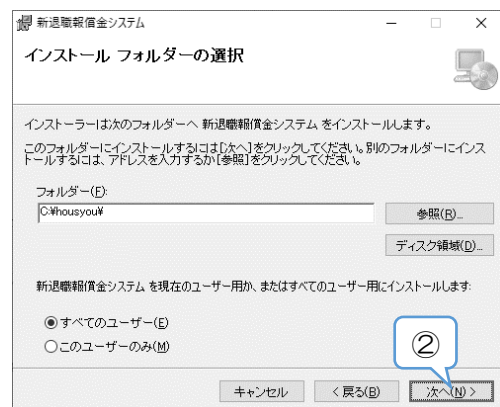 新退職報償金システム
インストール フォルダーの選択
インストーラーは次のフォルダーへ 新退職報償金システム をインストールします。
このフォルダーにインストールするには[次へ]をクリックしてください。別のフォルダーにインス
トールするには、アドレスを入力するか[参照]をクリックしてください。
フォルダー(F):
C:¥housyou¥
参照(R)...
ディスク領域(D)...
新退職報償金システム を現在のユーザー用か、またはすべてのユーザー用にインストールします:
すべてのユーザー(E)
このユーザーのみ(M)
②
キャンセル < 戻る(B) 次へ(N) >